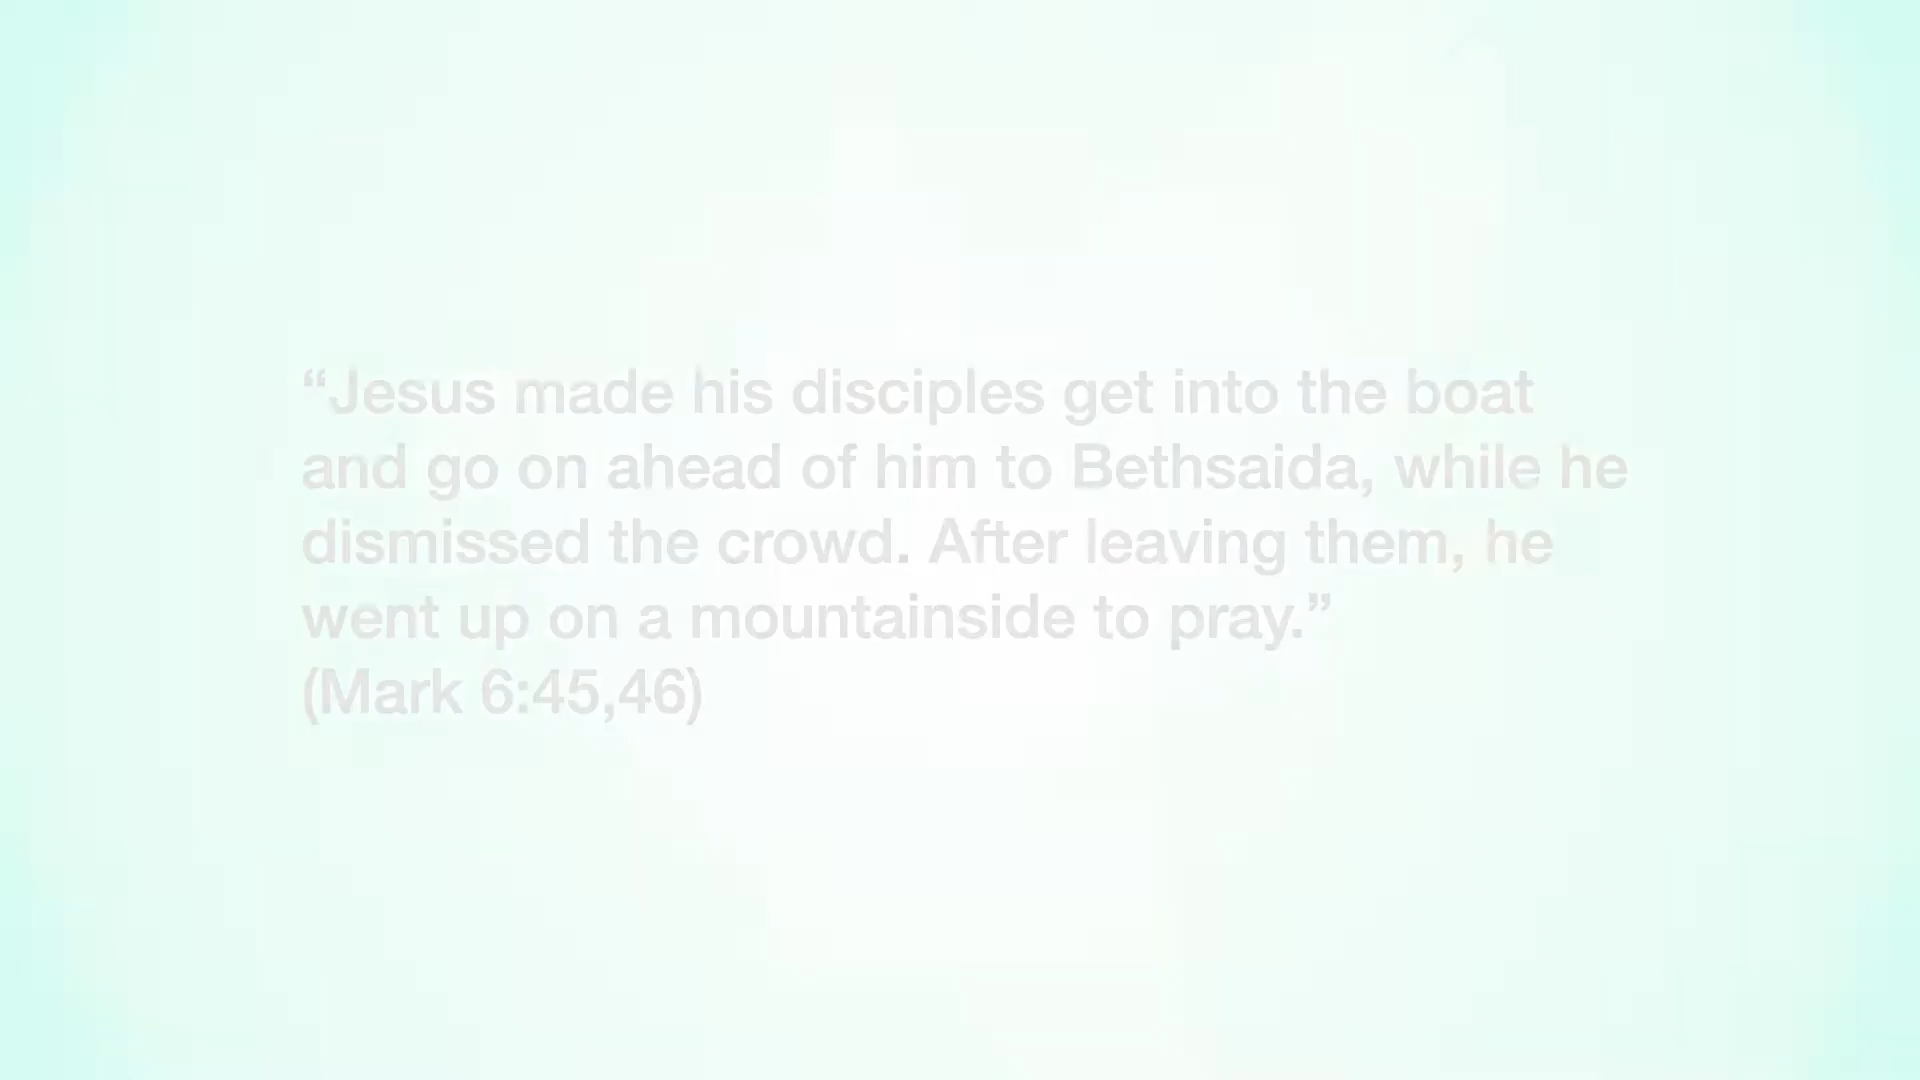 “Jesus made his disciples get into the boat
and go on ahead of him to Bethsaida, while he
dismissed the crowd. After leaving them, he
went up on a mountainside to pray.”
(Mark 6:45,46)